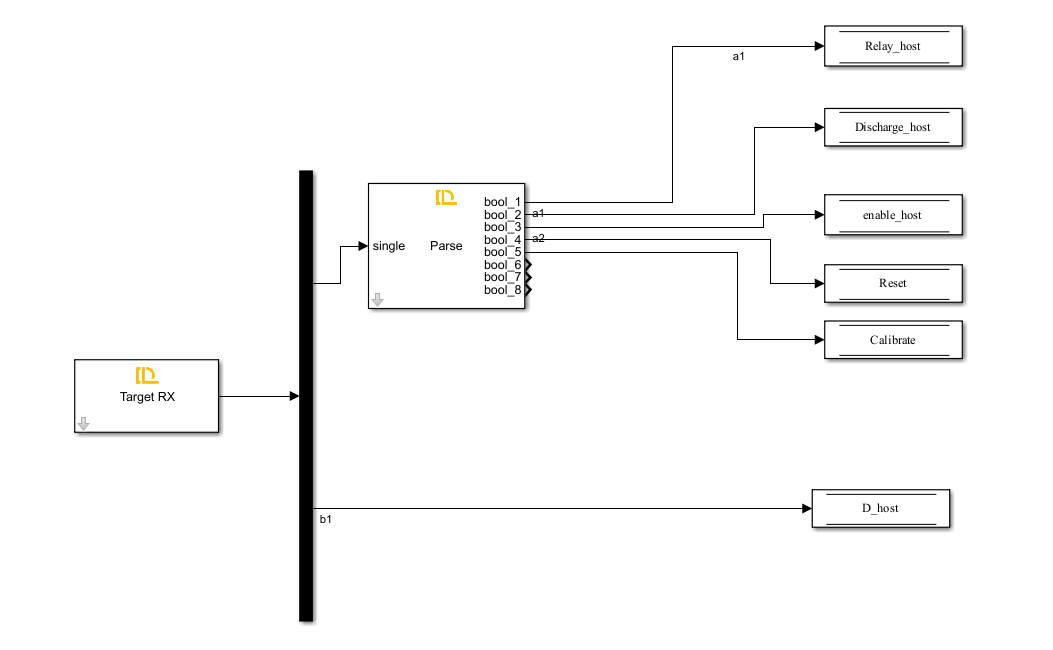 Relay_host
a1
Discharge_host
bool_1
bool_2
a1
bool_3
enable_host
single
Parse
bool_4
a2
bool_5
bool_6
bool_7
bool_8
Reset
Calibrate
Target RX
D_host
b1